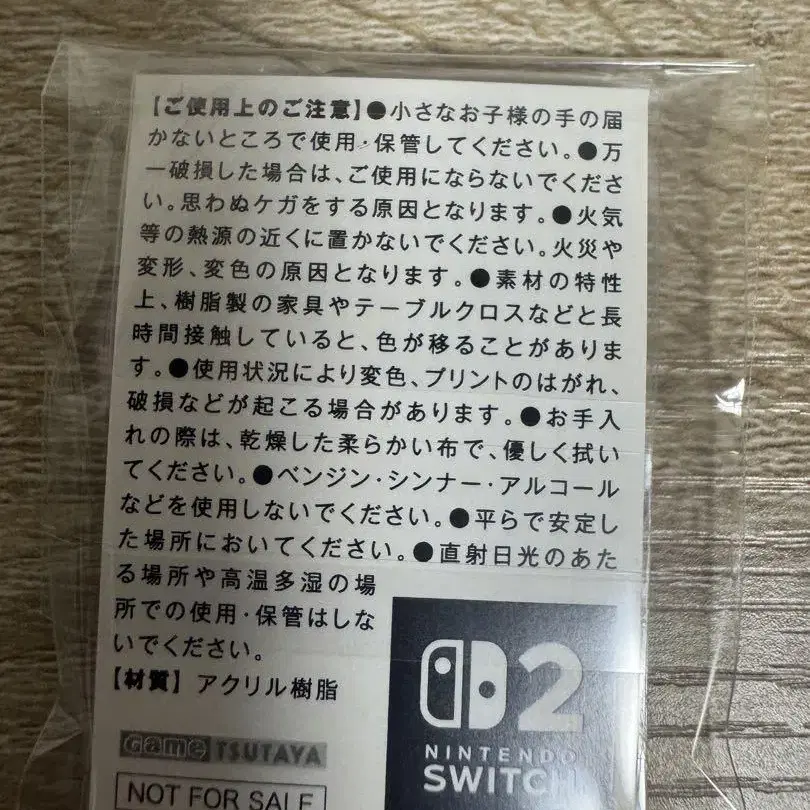 【ご使用上のご注意】●小さなお子様の手の届
かないところで使用・保管してください。●万
一破損した場合は、ご使用にならないでくださ
い。思わぬケガをする原因となります。●火気
等の熱源の近くに置かないでください。火災や
変形、変色の原因となります。●素材の特性
上、樹脂製の家具やテーブルクロスなどと長
時間接触していると、色が移ることがありま
す。●使用状況により変色、プリントのはがれ、
破損などが起こる場合があります。●お手入
れの際は、乾燥した柔らかい布で、優しく拭い
てください。●ベンジン・シンナー・アルコール
などを使用しないでください。●平らで安定し
た場所においてください。●直射日光のあた
る場所や高温多湿の場
所での使用・保管はしな
いでください。
【材質】アクリル樹脂
Game TSUTAYA
NOT FOR SALE
2
NINTENDO
SWITCH